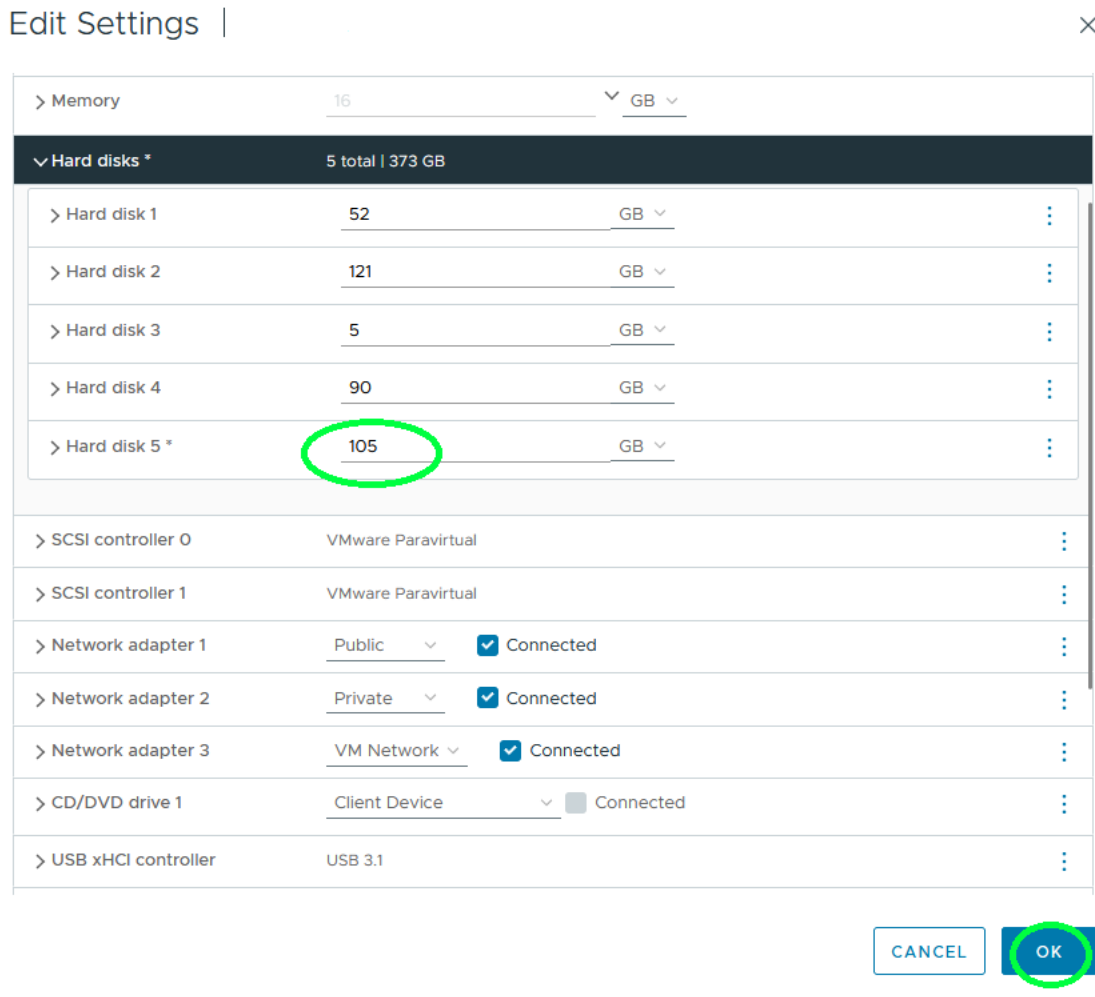 Edit Settings |
Memory 16 GB
Hard disks * 5 total | 373 GB
Hard disk 1 52 GB
Hard disk 2 121 GB
Hard disk 3 5 GB
Hard disk 4 90 GB
Hard disk 5 * 105 GB
SCSI controller 0 VMware Paravirtual
SCSI controller 1 VMware Paravirtual
Network adapter 1 Public Connected
Network adapter 2 Private Connected
Network adapter 3 VM Network Connected
CD/DVD drive 1 Client Device Connected
USB xHCI controller USB 3.1
CANCEL OK